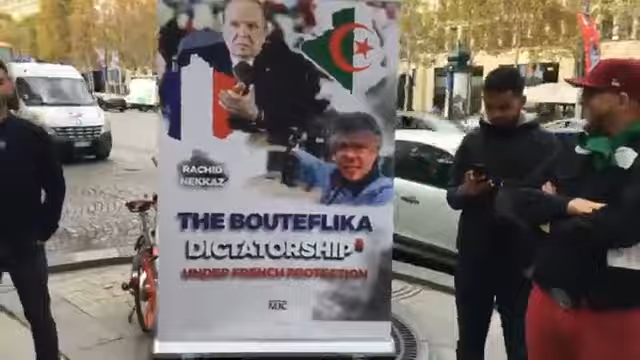 RACHID
NEKKAZ
THE BOUTEFLIKA
DICTATORSHIP
UNDER FRENCH PROTECTION